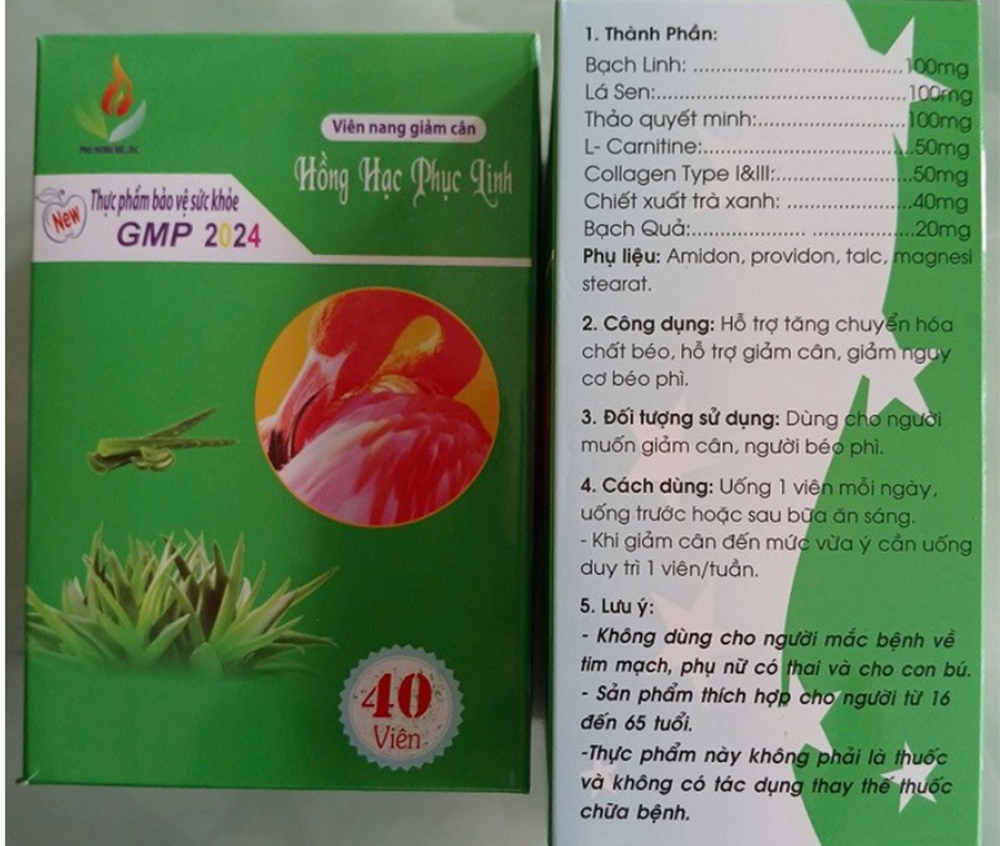 PHU HUNG ME.,JSC
Viên nang giảm cân
Hồng Hạc Phục Linh
New
Thực phẩm bảo vệ sức khỏe
GMP 2024
40
Viên
1. Thành Phần:
Bạch Linh: ..................................100mg
Lá Sen:.........................................100mg
Thảo quyết minh:........................100mg
L- Carnitine:..................................50mg
Collagen Type I&III:......................50mg
Chiết xuất trà xanh: ....................40mg
Bạch Quả:.................. ................20mg
Phụ liệu: Amidon, providon, talc, magnesi
stearat.
2. Công dụng: Hỗ trợ tăng chuyển hóa
chất béo, hỗ trợ giảm cân, giảm nguy
cơ béo phì.
3. Đối tượng sử dụng: Dùng cho người
muốn giảm cân, người béo phì.
4. Cách dùng: Uống 1 viên mỗi ngày,
uống trước hoặc sau bữa ăn sáng.
- Khi giảm cân đến mức vừa ý cần uống
duy trì 1 viên/tuần.
5. Lưu ý:
- Không dùng cho người mắc bệnh về
tim mạch, phụ nữ có thai và cho con bú.
- Sản phẩm thích hợp cho người từ 16
đến 65 tuổi.
-Thực phẩm này không phải là thuốc
và không có tác dụng thay thế thuốc
chữa bệnh.